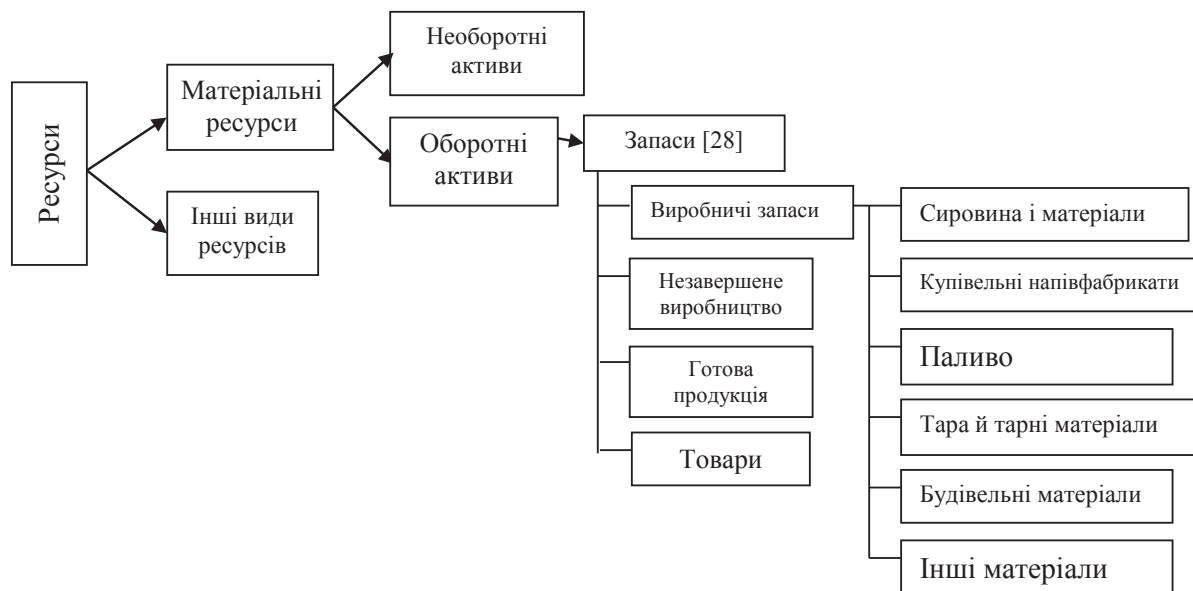 Ресурси
Матеріальні
ресурси
Інші види
ресурсів
Необоротні
активи
Оборотні
активи
Запаси [28]
Виробничі запаси
Незавершене
виробництво
Готова
продукція
Товари
Сировина і матеріали
Купівельні напівфабрикати
Паливо
Тара й тарні матеріали
Будівельні матеріали
Інші матеріали